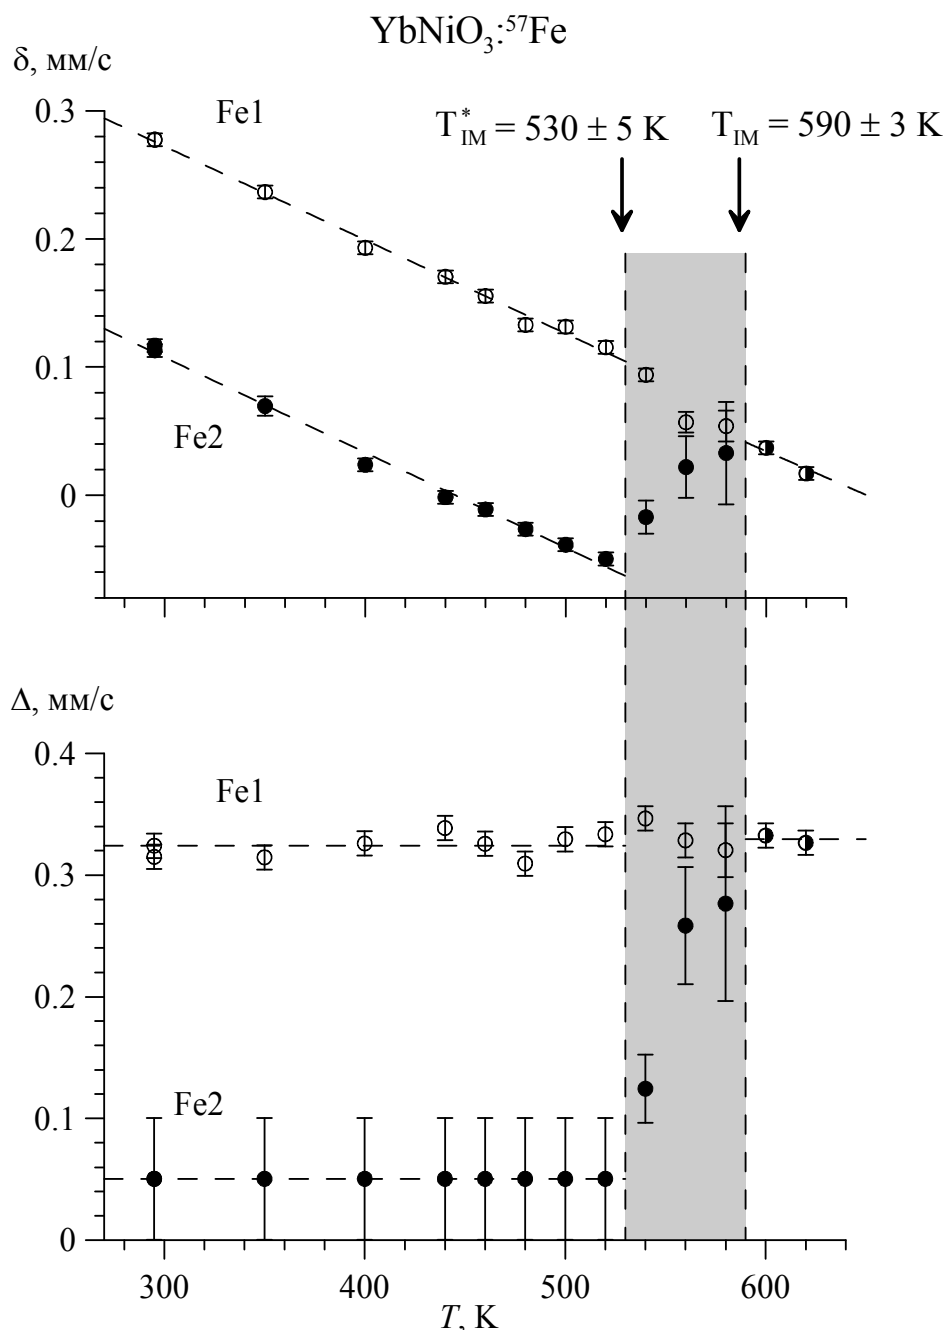 YbNiO₃:⁵⁷Fe
δ, мм/с
Fe1
T*IM = 530 ± 5 K
TIM = 590 ± 3 K
0.3
0.2
0.1
Fe2
0
Δ, мм/с
0.4
Fe1
0.3
0.2
Fe2
0.1
0
300
400
500
600
T, K